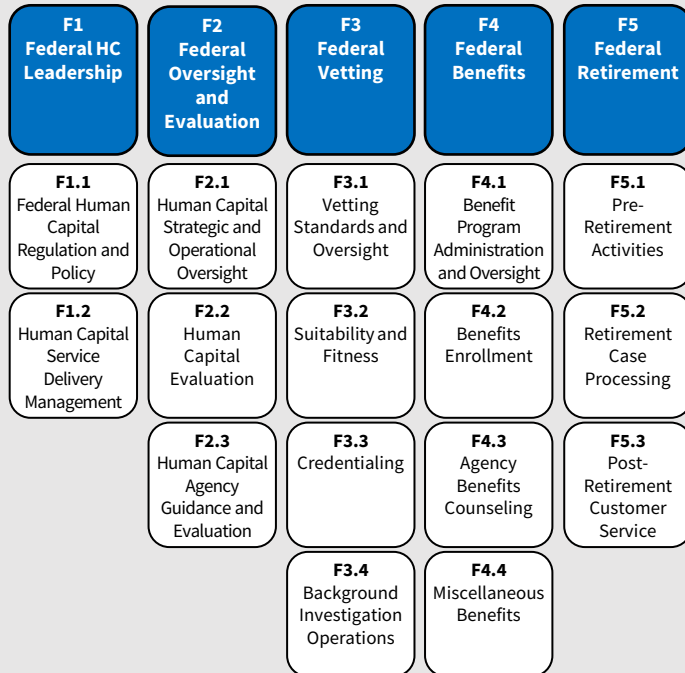 F1
Federal HC
Leadership
F2
Federal
Oversight
and
Evaluation
F3
Federal
Vetting
F4
Federal
Benefits
F5
Federal
Retirement
F1.1
Federal Human
Capital
Regulation and
Policy
F2.1
Human Capital
Strategic and
Operational
Oversight
F3.1
Vetting
Standards and
Oversight
F4.1
Benefit
Program
Administration
and Oversight
F5.1
Pre-
Retirement
Activities
F1.2
Human Capital
Service
Delivery
Management
F2.2
Human
Capital
Evaluation
F3.2
Suitability and
Fitness
F4.2
Benefits
Enrollment
F5.2
Retirement
Case
Processing
F2.3
Human Capital
Agency
Guidance and
Evaluation
F3.3
Credentialing
F4.3
Agency
Benefits
Counseling
F5.3
Post-
Retirement
Customer
Service
F3.4
Background
Investigation
Operations
F4.4
Miscellaneous
Benefits